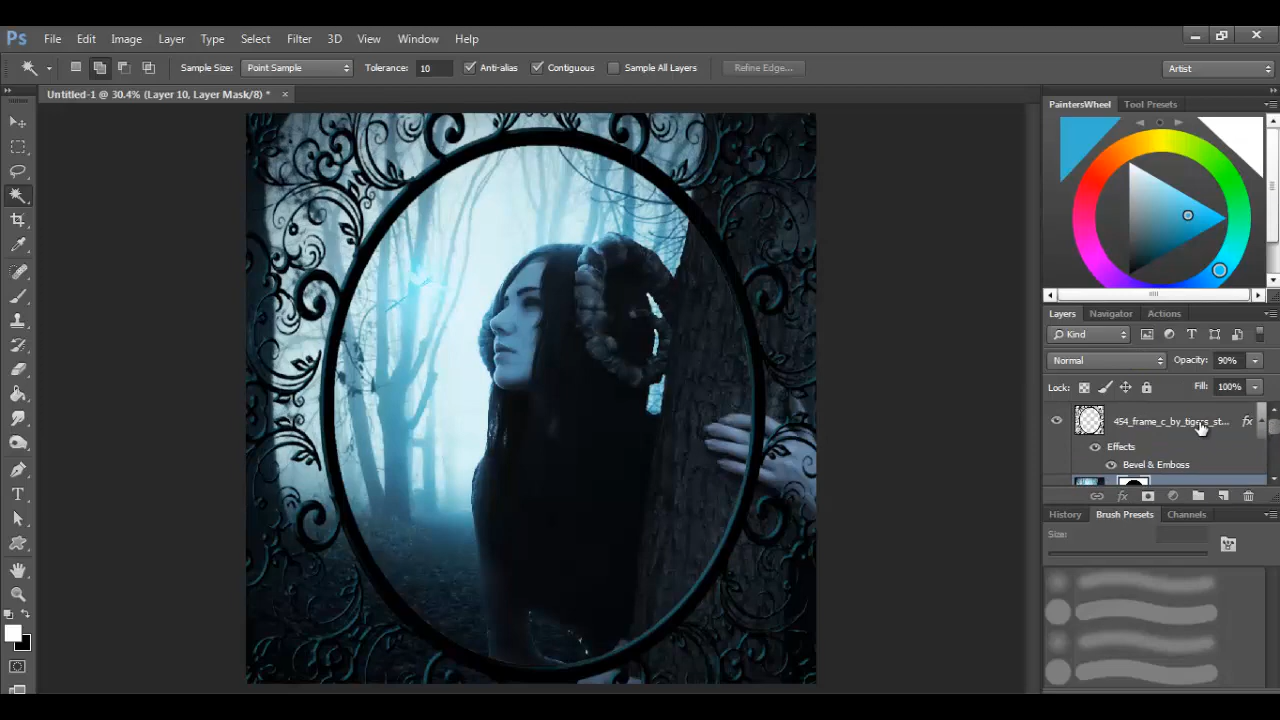 Ps File Edit Image Layer Type Select Filter 3D View Window Help
Sample Size: Point Sample Tolerance: 10 Anti-alias Contiguous Sample All Layers Refine Edge... Artist
Untitled-1 @ 30.4% (Layer 10, Layer Mask/8) * ×
PaintersWheel Tool Presets
Layers Navigator Actions
Kind
Normal Opacity: 90%
Lock: Fill: 100%
454_frame_c_by_tigers_st... fx
Effects
Bevel & Emboss
fx
History Brush Presets Channels
Size: